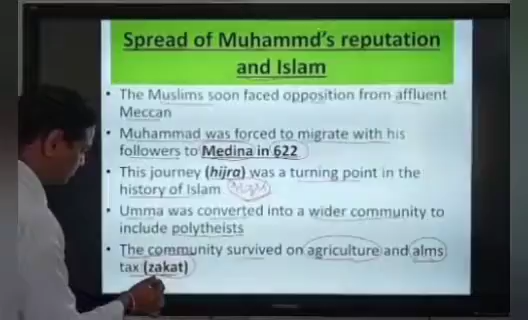 Spread of Muhammd's reputation
and Islam
• The Muslims soon faced opposition from affluent
Meccan
• Muhammad was forced to migrate with his
followers to Medina in 622
• This journey (hijra) was a turning point in the
history of Islam
• Umma was converted into a wider community to
include polytheists
• The community survived on agriculture and alms
tax (zakat)